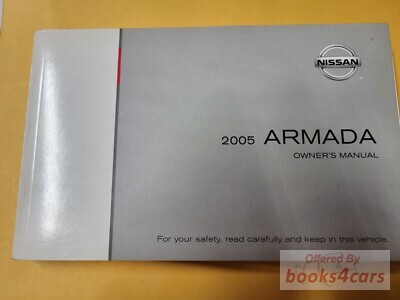 NISSAN
2005 ARMADA
OWNER'S MANUAL
For your safety, read carefully and keep in this vehicle.
Offered By
books4cars